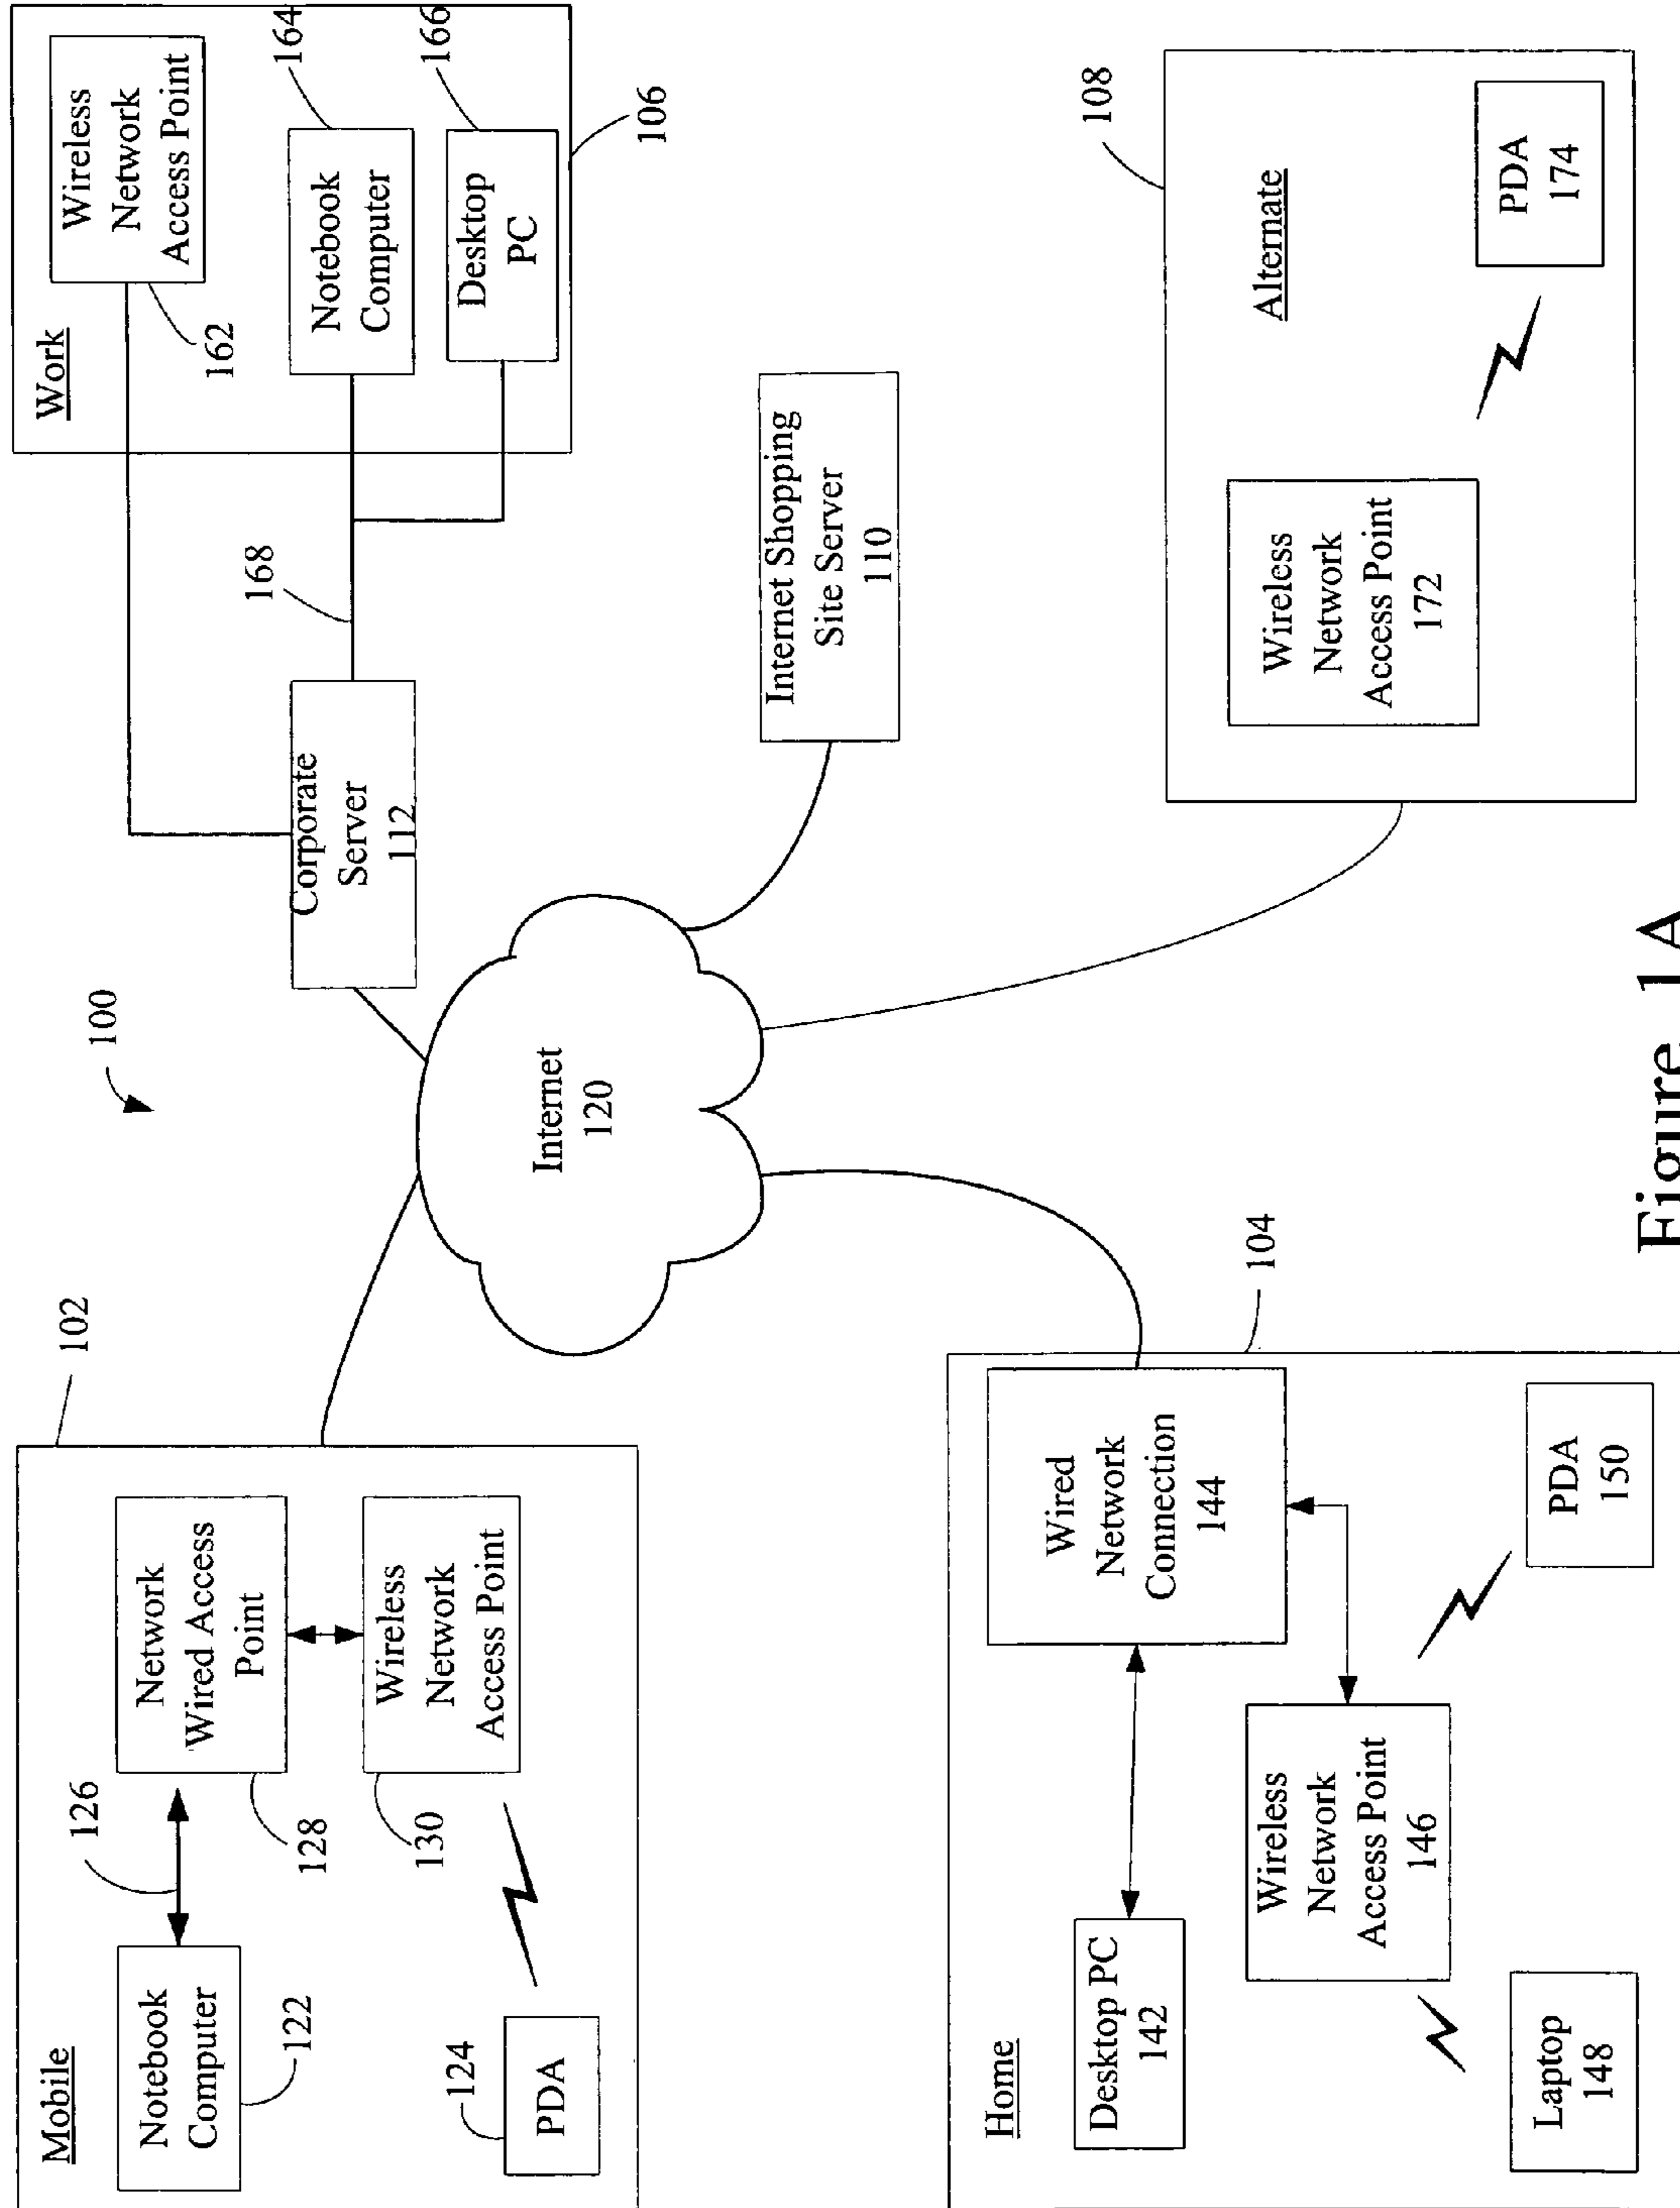 100
Mobile
102
Notebook
Computer
122
126
Network
Wired Access
Point
128
Wireless
Network
Access Point
130
124
PDA
Internet
120
Corporate
Server
112
168
Work
Wireless
Network
Access Point
162
Notebook
Computer
164
Desktop
PC
166
106
Internet Shopping
Site Server
110
Home
104
Desktop PC
142
Wired
Network
Connection
144
Wireless
Network
Access Point
146
Laptop
148
PDA
150
108
Alternate
Wireless
Network
Access Point
172
PDA
174
Figure 1A